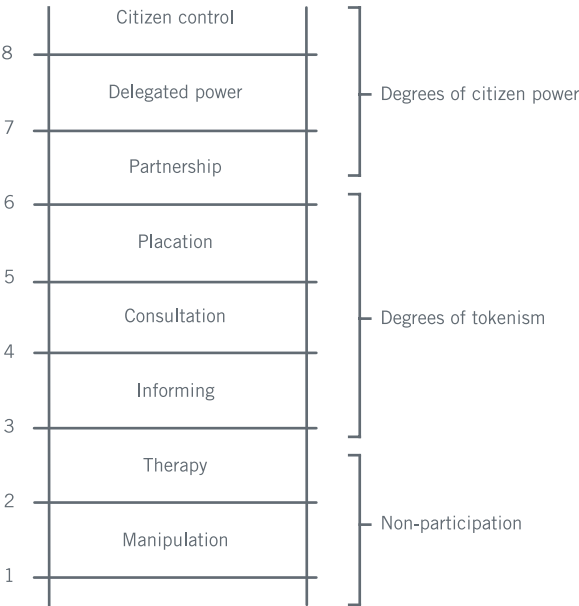 Citizen control
8
Delegated power
Degrees of citizen power
7
Partnership
6
Placation
5
Consultation
Degrees of tokenism
4
Informing
3
Therapy
2
Non-participation
Manipulation
1